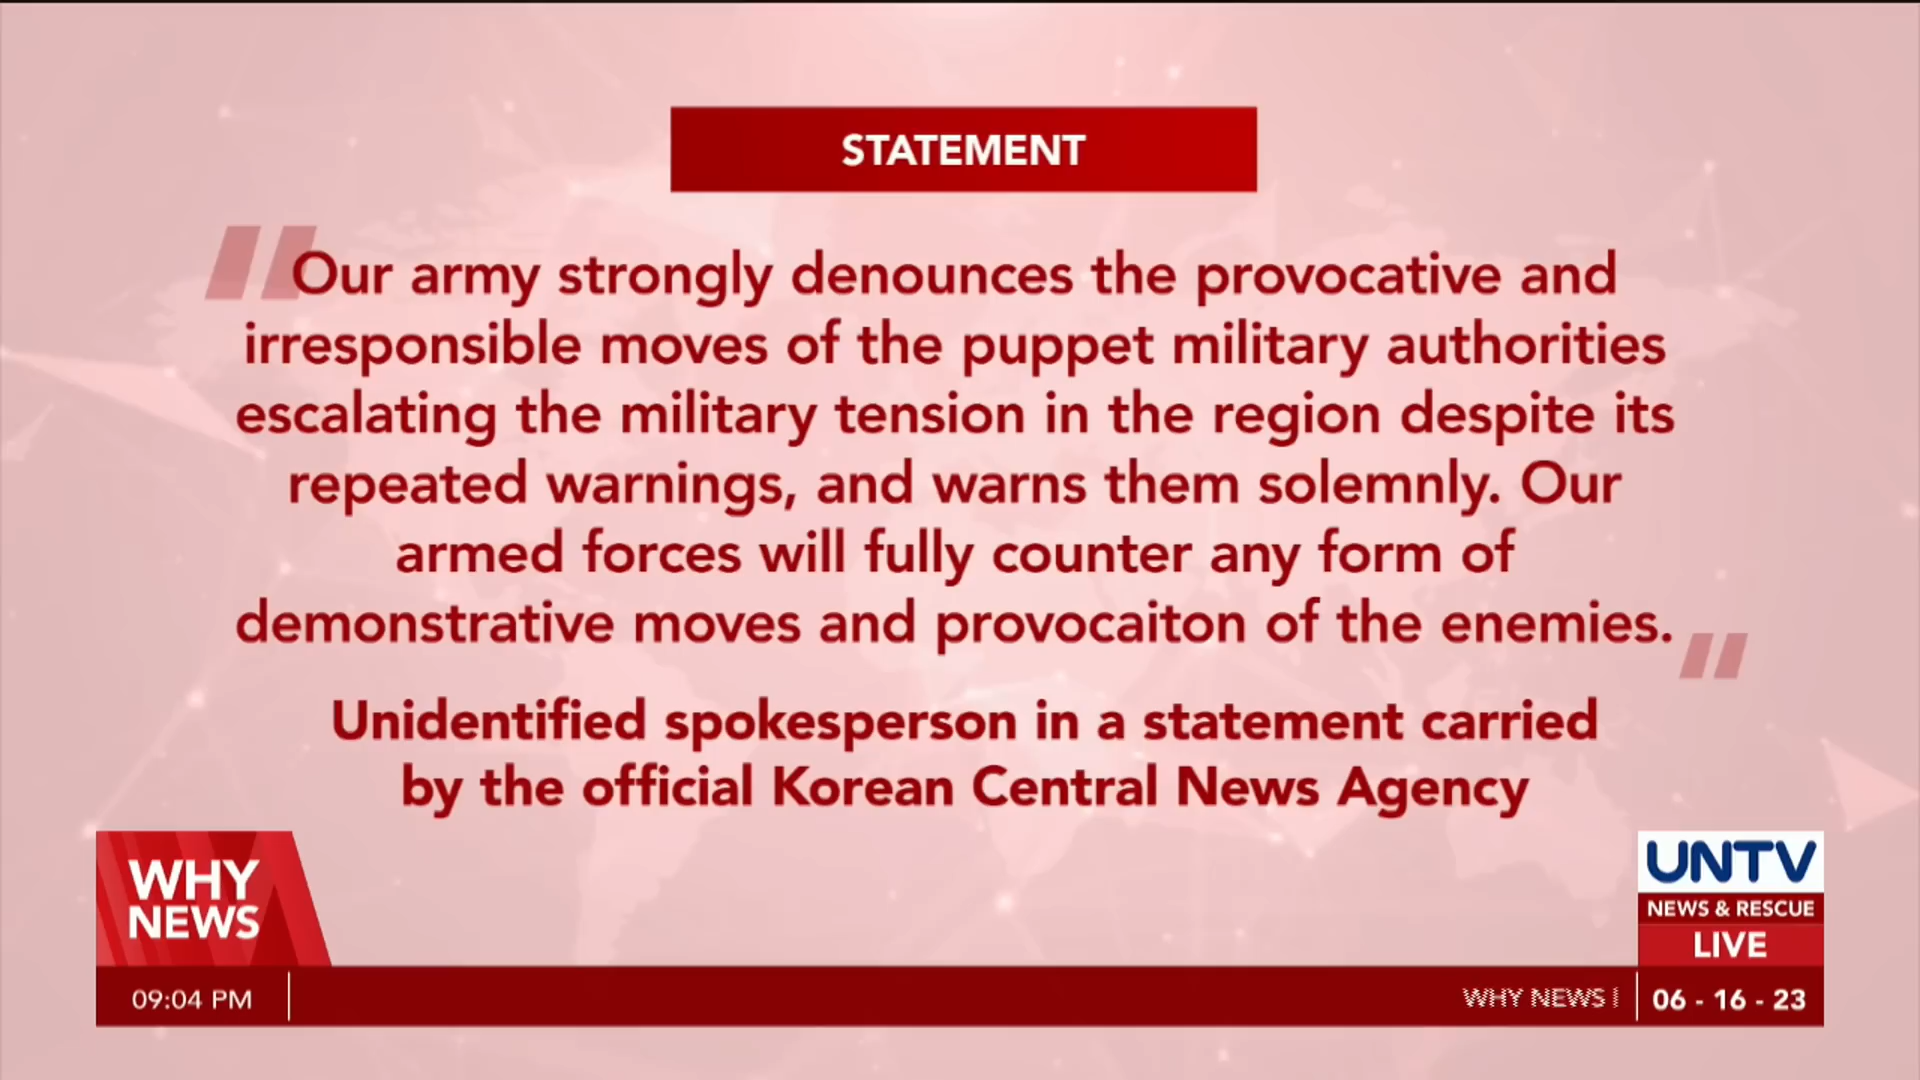 STATEMENT
"Our army strongly denounces the provocative and
irresponsible moves of the puppet military authorities
escalating the military tension in the region despite its
repeated warnings, and warns them solemnly. Our
armed forces will fully counter any form of
demonstrative moves and provocaiton of the enemies."
Unidentified spokesperson in a statement carried
by the official Korean Central News Agency
WHY
NEWS
UNTV
NEWS & RESCUE
LIVE
09:04 PM
WHY NEWS |
06 - 16 - 23